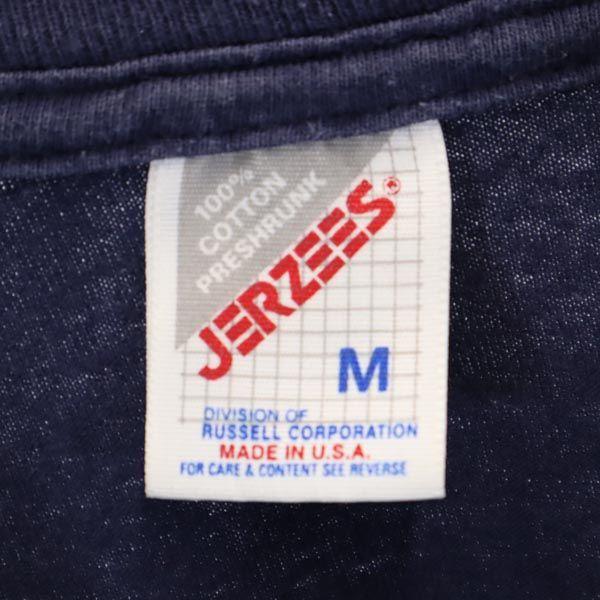 100%
COTTON
PRESHRUNK
JERZEES®
M
DIVISION OF
RUSSELL CORPORATION
MADE IN U.S.A.
FOR CARE & CONTENT SEE REVERSE